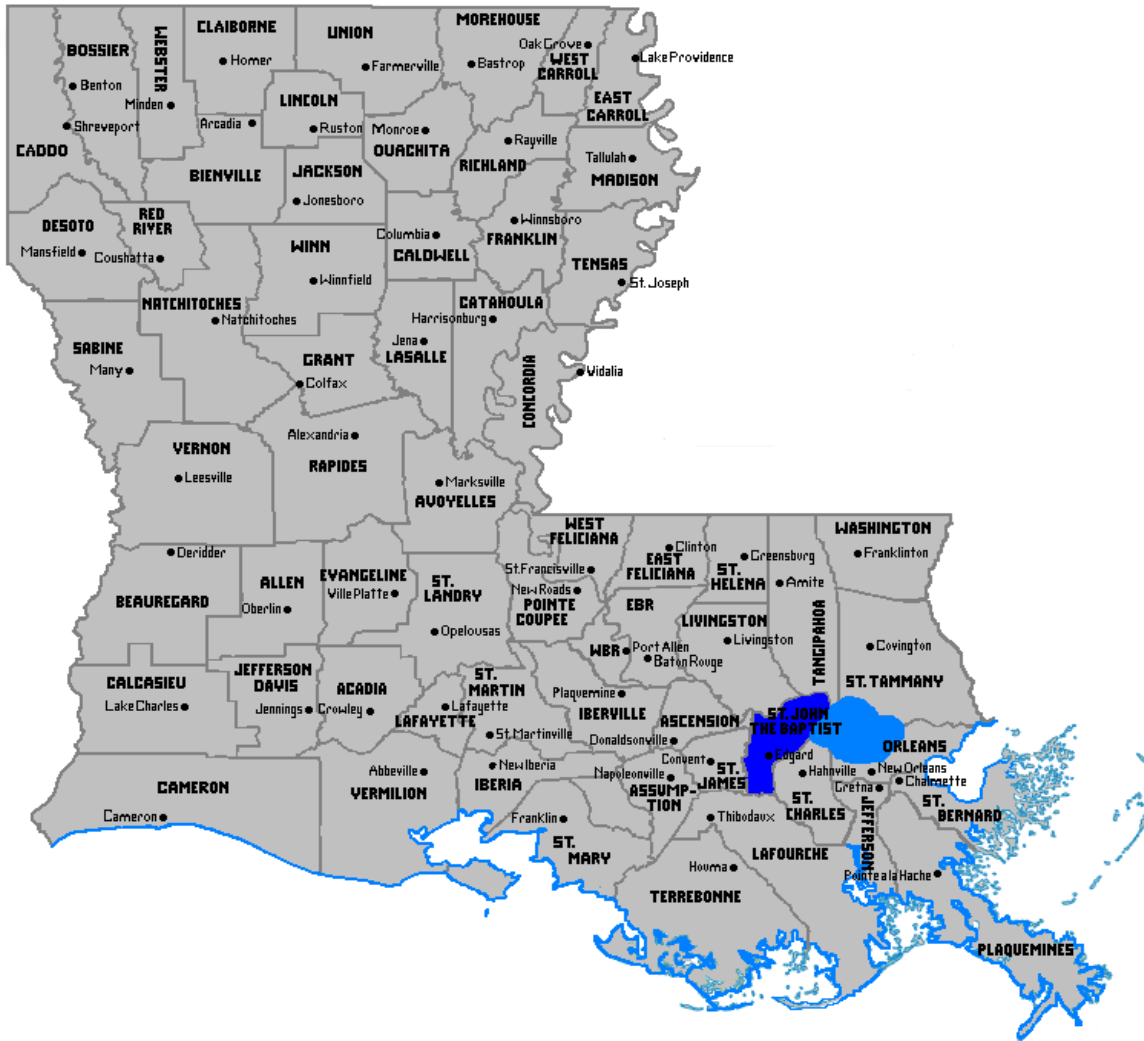 MOREHOUSE
CLAIBORNE
UNION
Oak Grove
WEST
CARROLL
BOSSIER
WEBSTER
Homer
Farmerville
Bastrop
Lake Providence
Benton
LINCOLN
EAST
CARROLL
Minden
Shreveport
Arcadia
Ruston
Monroe
OUACHITA
Rayville
CADDO
RICHLAND
Tallulah
MADISON
BIENVILLE
JACKSON
Jonesboro
DESOTO
RED
RIVER
Winnsboro
FRANKLIN
Columbia
CALDWELL
WINN
Mansfield
Coushatta
TENSAS
Winnfield
St. Joseph
NATCHITOCHES
Natchitoches
CATAHOULA
Harrisonburg
SABINE
Many
GRANT
Colfax
Jena
LASALLE
CONCORDIA
Vidalia
VERNON
Leesville
Alexandria
RAPIDES
Marksville
AVOYELLES
WEST
FELICIANA
WASHINGTON
Franklinton
Deridder
Clinton
EAST
FELICIANA
Greensburg
ST.
HELENA
Amite
St. Francisville
BEAUREGARD
ALLEN
Oberlin
EVANGELINE
Ville Platte
ST.
LANDRY
Opelousas
New Roads
POINTE
COUPEE
EBR
LIVINGSTON
Livingston
TANGIPAHOA
WBR
Port Allen
Baton Rouge
Covington
ST. TAMMANY
CALCASIEU
Lake Charles
JEFFERSON
DAVIS
Jennings
ACADIA
Crowley
ST.
MARTIN
Lafayette
LAFAYETTE
St. Martinville
Plaquemine
IBERVILLE
ASCENSION
Donaldsonville
ST. JOHN
THE BAPTIST
Edgard
ORLEANS
New Orleans
Chalmette
CAMERON
Cameron
Abbeville
VERMILION
New Iberia
IBERIA
Napoleonville
ASSUMP-
TION
Convent
ST.
JAMES
Hahnville
ST.
CHARLES
Gretna
JEFFERSON
ST.
BERNARD
Franklin
ST.
MARY
Thibodaux
LAFOURCHE
Houma
TERREBONNE
Pointe a la Hache
PLAQUEMINES